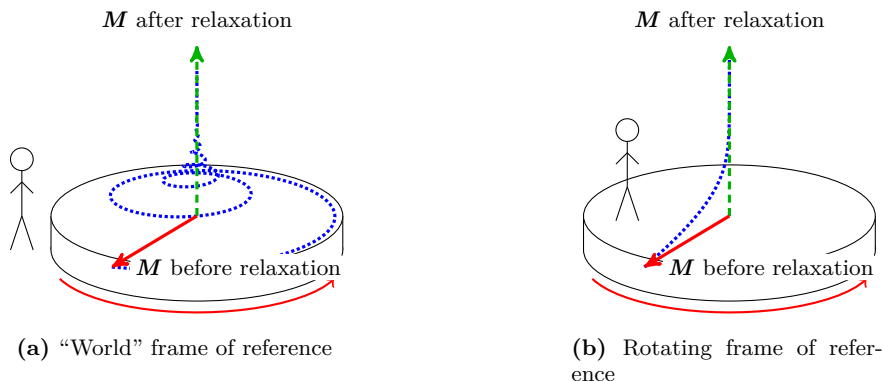 M after relaxation
M before relaxation
(a) “World” frame of reference
M after relaxation
M before relaxation
(b) Rotating frame of refer-
ence